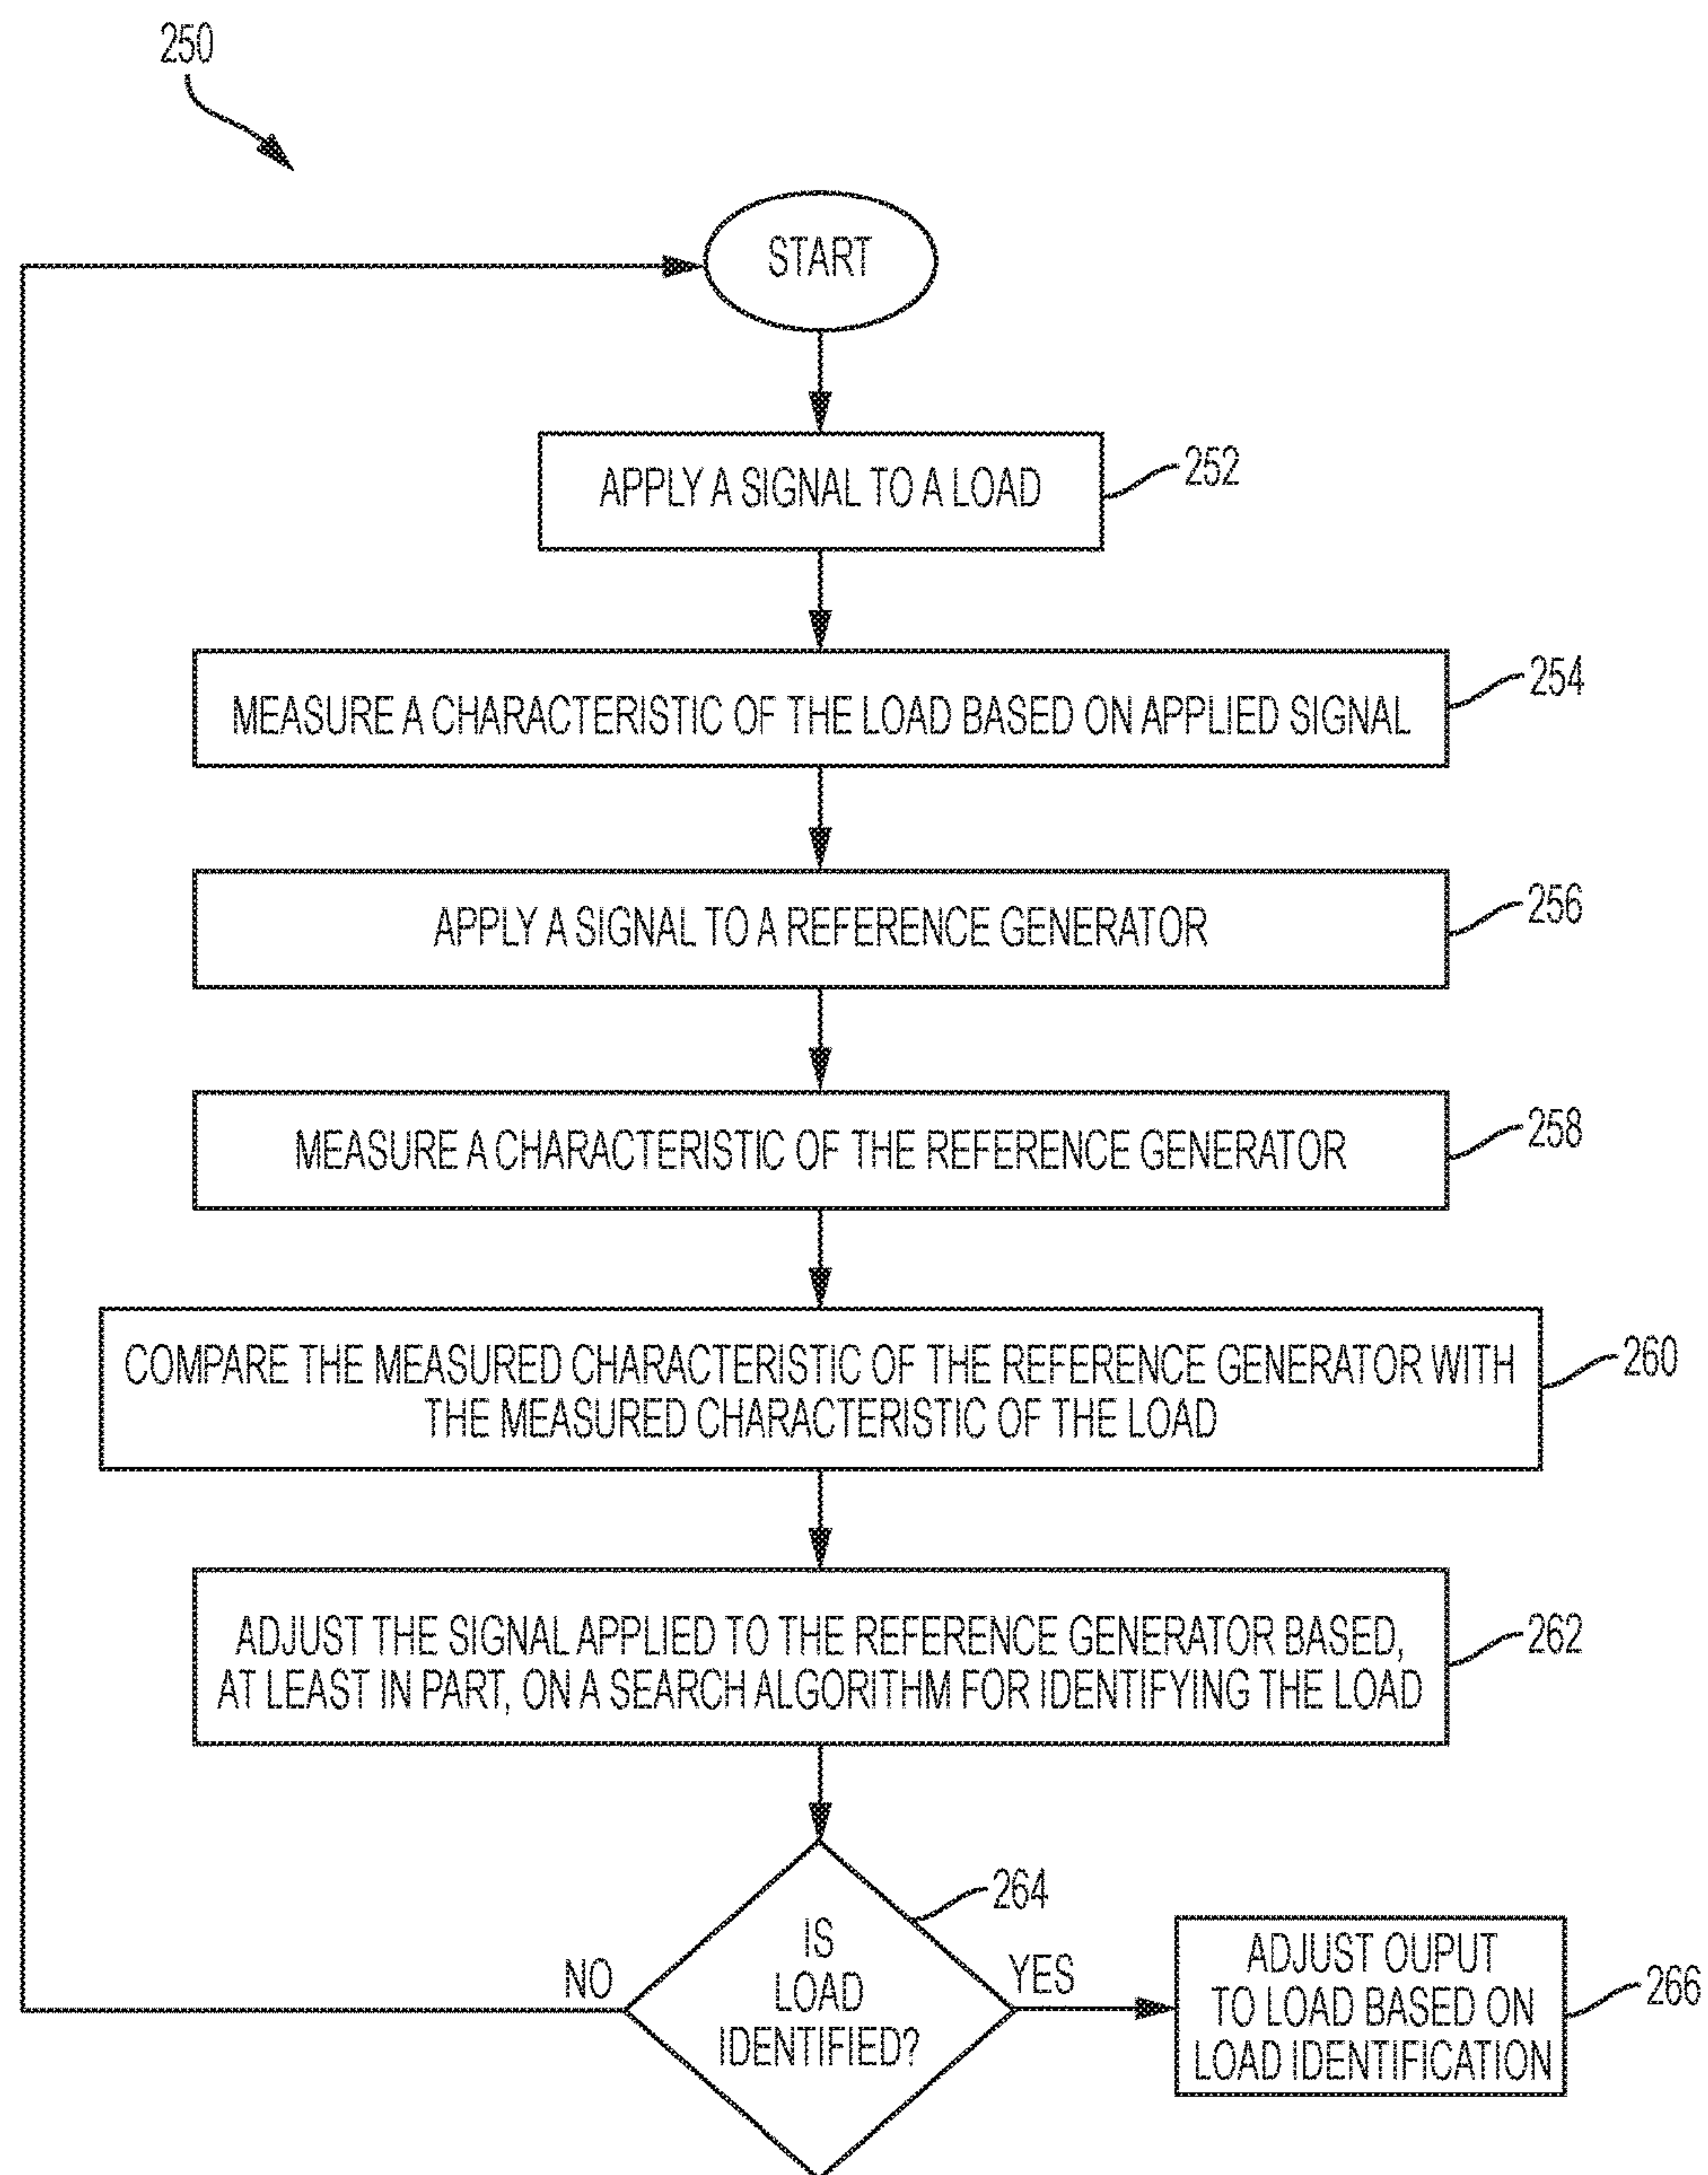 250
START
APPLY A SIGNAL TO A LOAD
252
MEASURE A CHARACTERISTIC OF THE LOAD BASED ON APPLIED SIGNAL
254
APPLY A SIGNAL TO A REFERENCE GENERATOR
256
MEASURE A CHARACTERISTIC OF THE REFERENCE GENERATOR
258
COMPARE THE MEASURED CHARACTERISTIC OF THE REFERENCE GENERATOR WITH
THE MEASURED CHARACTERISTIC OF THE LOAD
260
ADJUST THE SIGNAL APPLIED TO THE REFERENCE GENERATOR BASED,
AT LEAST IN PART, ON A SEARCH ALGORITHM FOR IDENTIFYING THE LOAD
262
IS
LOAD
IDENTIFIED?
264
NO
YES
ADJUST OUPUT
TO LOAD BASED ON
LOAD IDENTIFICATION
266